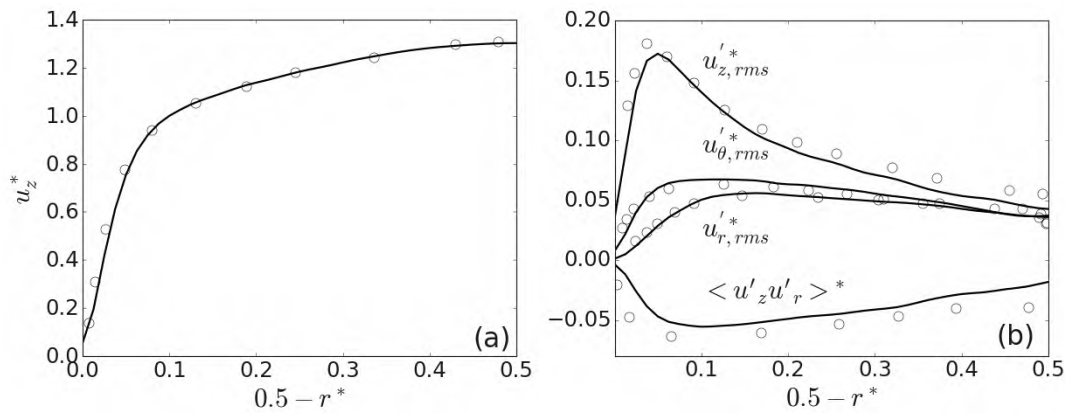 1.4
1.2
1.0
0.8
0.6
0.4
0.2
0.0
u_z^*
0.0 0.1 0.2 0.3 0.4 0.5
0.5 − r*
(a)
0.20
0.15
0.10
0.05
0.00
−0.05
u'^*_{z,rms}
u'^*_{θ,rms}
u'^*_{r,rms}
< u'_z u'_r >^*
0.1 0.2 0.3 0.4 0.5
0.5 − r*
(b)